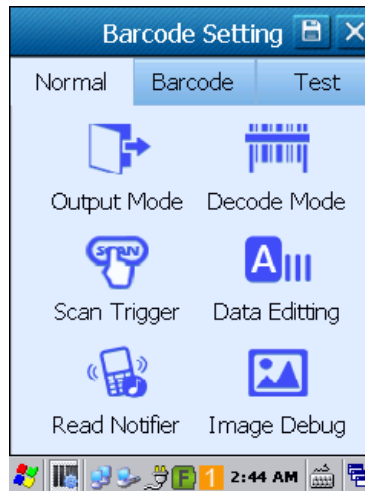 Barcode Setting
Normal Barcode Test
Output Mode Decode Mode
SCAN A
Scan Trigger Data Editting
Read Notifier Image Debug
F 1 2:44 AM